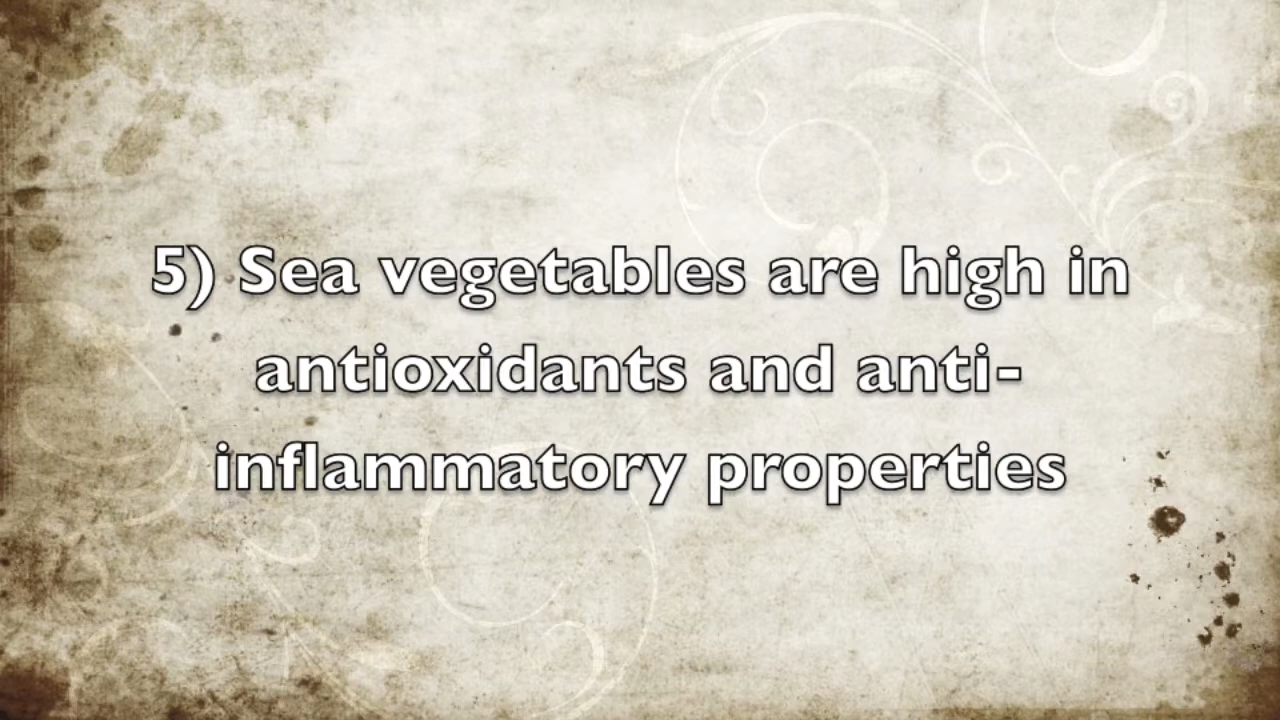 5) Sea vegetables are high in
antioxidants and anti-
inflammatory properties